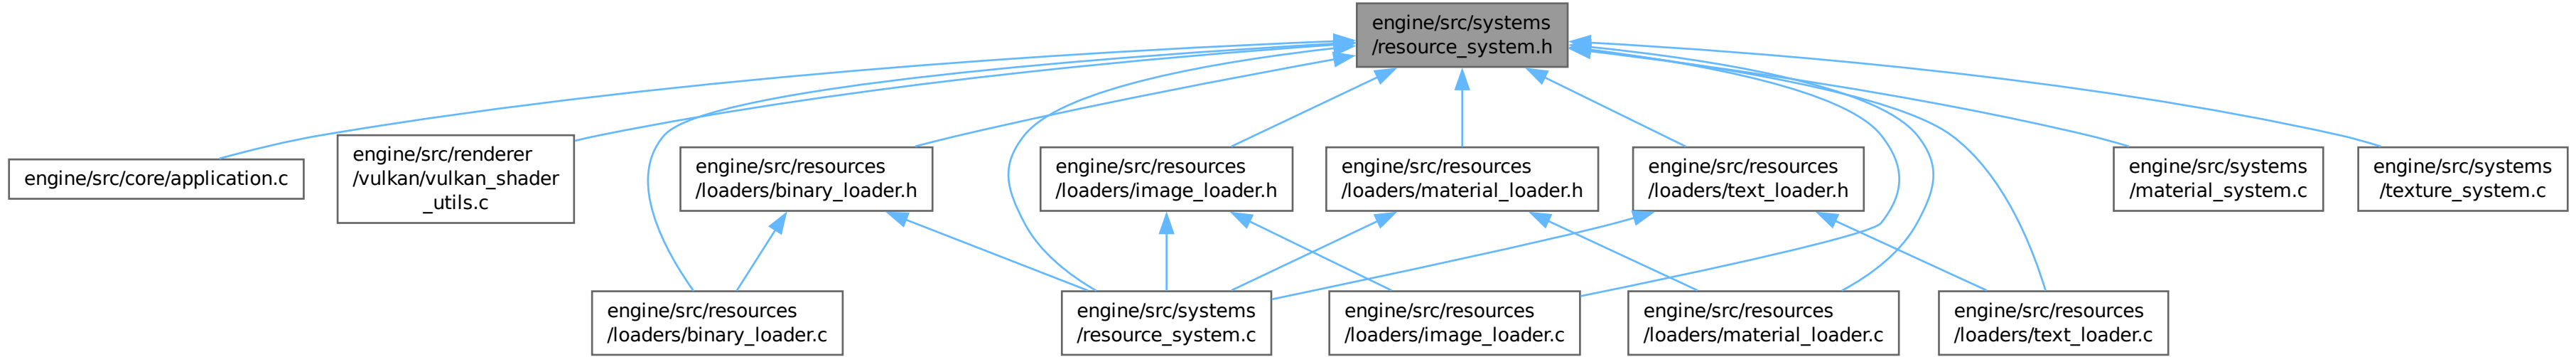 engine/src/systems
/resource_system.h
engine/src/core/application.c
engine/src/renderer
/vulkan/vulkan_shader
_utils.c
engine/src/resources
/loaders/binary_loader.h
engine/src/resources
/loaders/image_loader.h
engine/src/resources
/loaders/material_loader.h
engine/src/resources
/loaders/text_loader.h
engine/src/systems
/material_system.c
engine/src/systems
/texture_system.c
engine/src/resources
/loaders/binary_loader.c
engine/src/systems
/resource_system.c
engine/src/resources
/loaders/image_loader.c
engine/src/resources
/loaders/material_loader.c
engine/src/resources
/loaders/text_loader.c